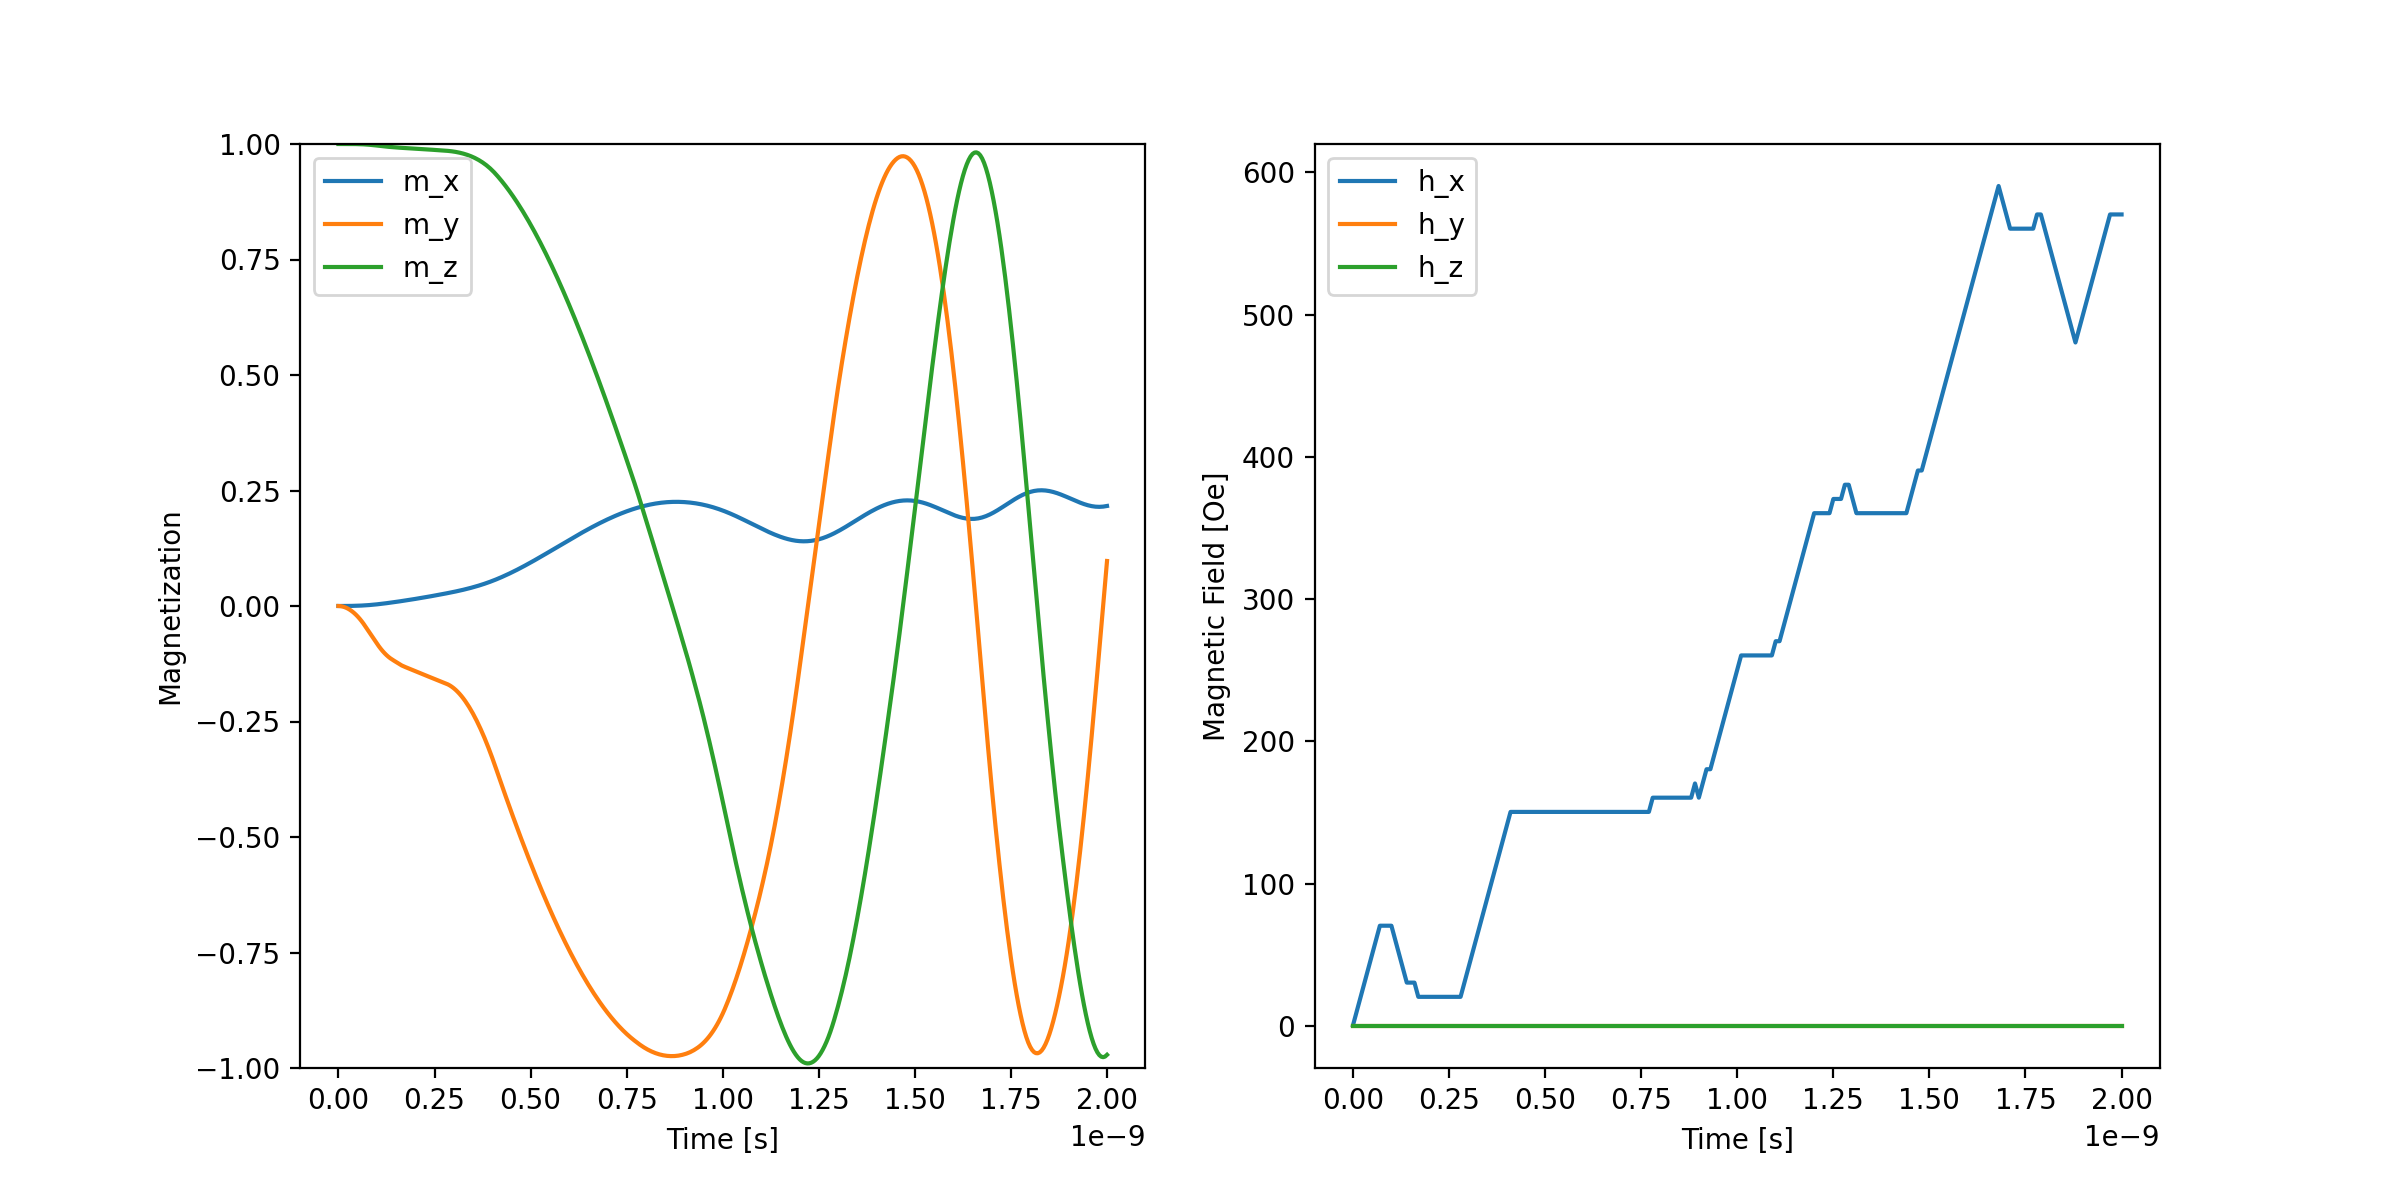 1.00
0.75
0.50
0.25
0.00
−0.25
−0.50
−0.75
−1.00
Magnetization
m_x
m_y
m_z
0.00 0.25 0.50 0.75 1.00 1.25 1.50 1.75 2.00
Time [s]
1e−9
600
500
400
300
200
100
0
Magnetic Field [Oe]
h_x
h_y
h_z
0.00 0.25 0.50 0.75 1.00 1.25 1.50 1.75 2.00
Time [s]
1e−9